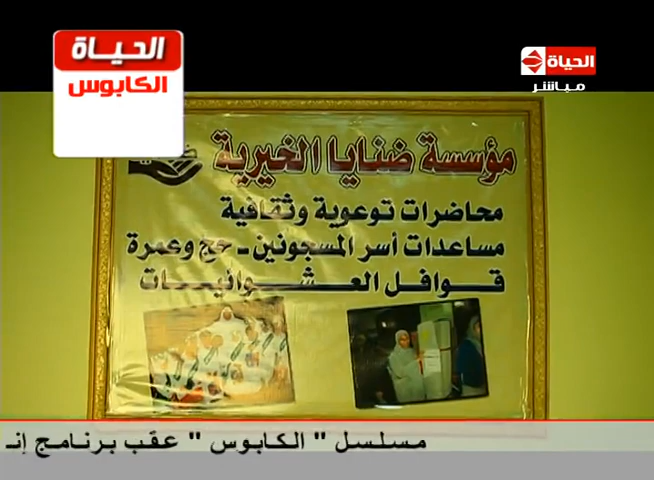 الحياة
الكابوس
الحياة
مباشر
مؤسسة ضنايا الخيرية
محاضرات توعوية وثقافية
مساعدات أسر المسجونين - حج وعمرة
قوافل العشوائيات
مسلسل " الكابوس " عقب برنامج إنـ